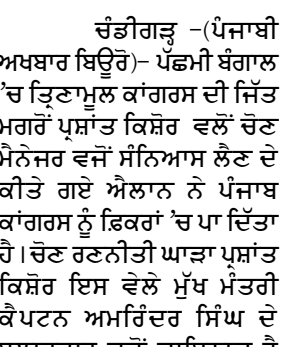 ਚੰਡੀਗੜ੍ਹ –(ਪੰਜਾਬੀ
ਅਖਬਾਰ ਬਿਊਰੋ)– ਪੱਛਮੀ ਬੰਗਾਲ
’ਚ ਤ੍ਰਿਣਾਮੂਲ ਕਾਂਗਰਸ ਦੀ ਜਿੱਤ
ਮਗਰੋਂ ਪ੍ਰਸ਼ਾਂਤ ਕਿਸ਼ੋਰ ਵਲੋਂ ਚੋਣ
ਮੈਨੇਜਰ ਵਜੋਂ ਸੰਨਿਆਸ ਲੈਣ ਦੇ
ਕੀਤੇ ਗਏ ਐਲਾਨ ਨੇ ਪੰਜਾਬ
ਕਾਂਗਰਸ ਨੂੰ ਫ਼ਿਕਰਾਂ ’ਚ ਪਾ ਦਿੱਤਾ
ਹੈ। ਚੋਣ ਰਣਨੀਤੀ ਘਾੜਾ ਪ੍ਰਸ਼ਾਂਤ
ਕਿਸ਼ੋਰ ਇਸ ਵੇਲੇ ਮੁੱਖ ਮੰਤਰੀ
ਕੈਪਟਨ ਅਮਰਿੰਦਰ ਸਿੰਘ ਦੇ